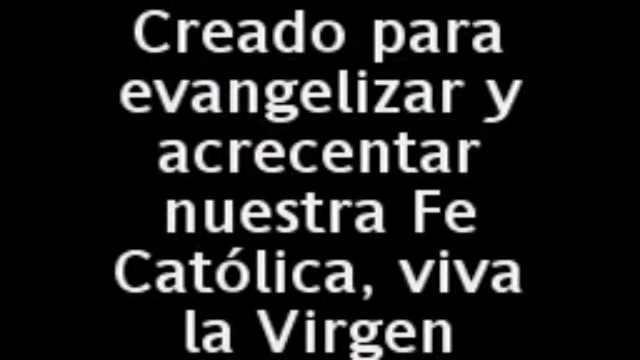 Creado para
evangelizar y
acrecentar
nuestra Fe
Católica, viva
la Virgen